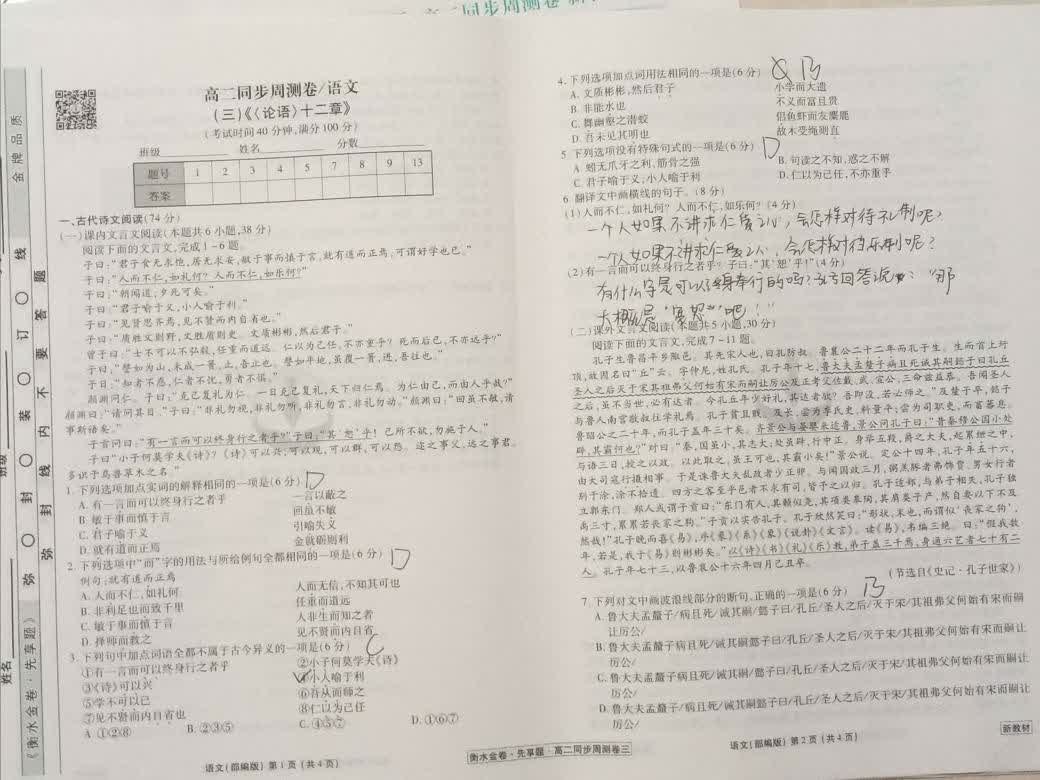 高二同步周测卷/语文
(三)《〈论语〉十二章》
(考试时间40分钟,满分100分)
班级 姓名 分数
题号 1 2 3 4 5 7 8 9 13
答案
一、古代诗文阅读(74分)
(一)课内文言文阅读(本题共6小题,38分)
阅读下面的文言文,完成1~6题。
子曰:“君子食无求饱,居无求安,敏于事而慎于言,就有道而正焉,可谓好学也已。”
子曰:“人而不仁,如礼何?人而不仁,如乐何?”
子曰:“朝闻道,夕死可矣。”
子曰:“君子喻于义,小人喻于利。”
子曰:“见贤思齐焉,见不贤而内自省也。”
子曰:“质胜文则野,文胜质则史。文质彬彬,然后君子。”
曾子曰:“士不可以不弘毅,任重而道远。仁以为己任,不亦重乎?死而后已,不亦远乎?”
子曰:“譬如为山,未成一篑,止,吾止也。譬如平地,虽覆一篑,进,吾往也。”
子曰:“知者不惑,仁者不忧,勇者不惧。”
颜渊问仁。子曰:“克己复礼为仁。一日克己复礼,天下归仁焉。为仁由己,而由人乎哉?”
颜渊曰:“请问其目。”子曰:“非礼勿视,非礼勿听,非礼勿言,非礼勿动。”颜渊曰:“回虽不敏,请
事斯语矣。”
子贡问曰:“有一言而可以终身行之者乎?”子曰:“其‘恕’乎!己所不欲,勿施于人。”
子曰:“小子何莫学夫《诗》?《诗》可以兴,可以观,可以群,可以怨。迩之事父,远之事君。
多识于鸟兽草木之名。”
1. 下列选项加点实词的解释相同的一项是(6分) D
A. 有一言而可以终身行之者乎 一言以蔽之
B. 敏于事而慎于言 回虽不敏
C. 君子喻于义 引喻失义
D. 就有道而正焉 金就砺则利
2. 下列选项中“而”字的用法与所给例句全都相同的一项是(6分) D
例句:就有道而正焉
A. 人而不仁,如礼何 人而无信,不知其可也
B. 非利足也而致千里 任重而道远
C. 敏于事而慎于言 人非生而知之者
D. 择师而教之 见不贤而内自省
3. 下列句中加点词语全都不属于古今异义的一项是(6分) C
①有一言而可以终身行之者乎 ②小子何莫学夫《诗》
③《诗》可以兴 ④小人喻于利
⑤学不可以已 ⑥吾从而师之
⑦见不贤而内自省也 ⑧仁以为己任
A. ①②⑧ B. ②③⑤ C. ④⑤⑦ D. ①⑥⑦
语文(部编版) 第1页(共4页)
4. 下列选项加点词用法相同的一项是(6分) B
A. 文质彬彬,然后君子 小学而大遗
B. 非能水也 不义而富且贵
C. 舞幽壑之潜蛟 侣鱼虾而友麋鹿
D. 吾未见其明也 故木受绳则直
5. 下列选项没有特殊句式的一项是(6分) D
A. 蚓无爪牙之利,筋骨之强 B. 句读之不知,惑之不解
C. 君子喻于义,小人喻于利 D. 仁以为己任,不亦重乎
6. 翻译文中画横线的句子。(8分)
(1)人而不仁,如礼何?人而不仁,如乐何?(4分)
一个人如果不讲求仁爱之心,会怎样对待礼制呢?
一个人如果不讲求仁爱之心,会怎样对待乐制呢?
(2)有一言而可以终身行之者乎?子曰:“其‘恕’乎!”(4分)
有什么字是可以终身奉行的吗?孔子回答说:“那
大概就是“宽恕”吧!”
(二)课外文言文阅读(本题共5小题,30分)
阅读下面的文言文,完成7~11题。
孔子生鲁昌平乡陬邑。其先宋人也,曰孔防叔。鲁襄公二十二年而孔子生。生而首上圩
顶,故因名曰“丘”云。字仲尼,姓孔氏。孔子年十七,鲁大夫孟釐子病且死诫其嗣懿子曰孔丘
圣人之后灭于宋其祖弗父何始有宋而嗣让厉公及正考父佐戴、武、宣公,三命兹益恭。吾闻圣人
之后,虽不当世,必有达者。今孔丘年少好礼,其达者欤?吾即没,若必师之。”及釐子卒,懿子
与鲁人南宫敬叔往学礼焉。孔子贫且贱。及长,尝为季氏史,料量平;尝为司职吏,而畜蕃息。
鲁昭公之二十年,而孔子盖年三十矣。齐景公与晏婴来适鲁,景公问孔子曰:“昔秦穆公国小处
辟,其霸何也?”对曰:“秦,国虽小,其志大;处虽辟,行中正。身举五羖,爵之大夫,起累绁之中,
与语三日,授之以政。以此取之,虽王可也,其霸小矣!”景公说。定公十四年,孔子年五十六,
由大司寇行摄相事。于是诛鲁大夫乱政者少正卯。与闻国政三月,粥羔豚者弗饰贾,男女行者
别于涂,涂不拾遗。四方之客至乎邑者不求有司,皆予之以归。孔子适郑,与弟子相失,孔子独
立郭东门。郑人或谓子贡曰:“东门有人,其颡似尧,其项类皋陶,其肩类子产,然自要以下不及
禹三寸,累累若丧家之狗。”子贡以实告孔子。孔子欣然笑曰:“形状,末也,而谓似‘丧家之狗’,
然哉!”孔子晚而喜《易》,序《彖》《系》《象》《说卦》《文言》。读《易》,韦编三绝。曰:“假我数
年,若是,我于《易》则彬彬矣。”以《诗》《书》《礼》《乐》教,弟子盖三千焉,身通六艺者七十有二
人。孔子年七十三,以鲁哀公十六年四月己丑卒。
(节选自《史记·孔子世家》)
7. 下列对文中画波浪线部分的断句,正确的一项是(6分) B
A. 鲁大夫孟釐子/病且死/诫其嗣/懿子曰/孔丘/圣人之后/灭于宋/其祖弗父何始有宋而嗣
让厉公/
B. 鲁大夫孟釐子病且死/诫其嗣懿子曰/孔丘/圣人之后/灭于宋/其祖弗父何始有宋而嗣让
厉公/
C. 鲁大夫孟釐子病且死/诫其嗣/懿子曰/孔丘/圣人之后/灭于宋/其祖弗父何始有宋而嗣让
厉公/
D. 鲁大夫孟釐子/病且死/诫其嗣懿子曰/孔丘/圣人之后/灭于宋/其祖弗父何始有宋而嗣让
厉公/
新教材
衡水金卷·先享题·高二同步周测卷三
语文(部编版) 第2页(共4页)
金牌品质
弥 封 装 订 线
弥 封 线 内 不 要 答 题
《衡水金卷·先享题》
班级
姓名